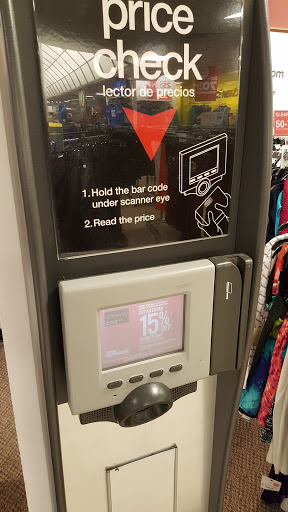 price
check
lector de precios
1.Hold the bar code
under scanner eye
2.Read the price
15%